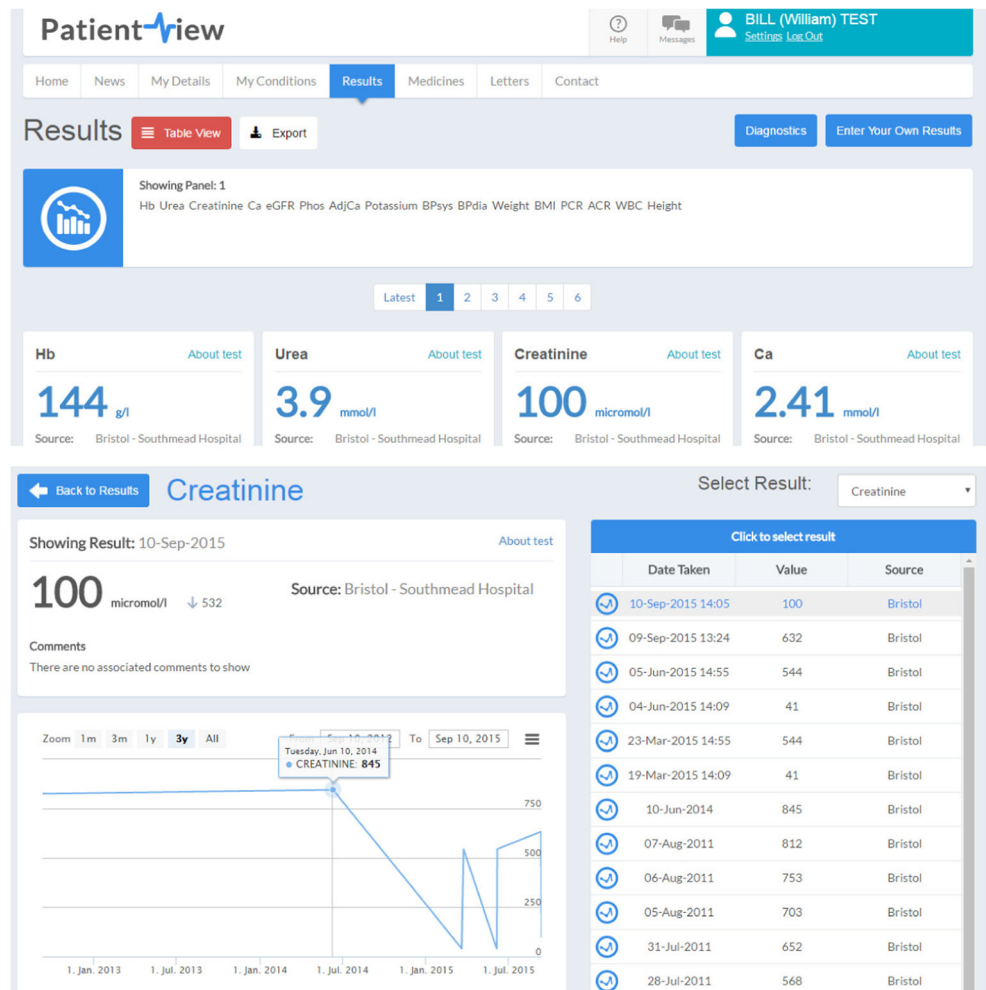 Patient View
Help
Messages
BILL (William) TEST
Settings Log Out
Home News My Details My Conditions Results Medicines Letters Contact
Results Table View Export Diagnostics Enter Your Own Results
Showing Panel: 1
Hb Urea Creatinine Ca eGFR Phos AdjCa Potassium BPsys BPdia Weight BMI PCR ACR WBC Height
Latest 1 2 3 4 5 6
Hb About test Urea About test Creatinine About test Ca About test
144 g/l 3.9 mmol/l 100 micromol/l 2.41 mmol/l
Source: Bristol - Southmead Hospital Source: Bristol - Southmead Hospital Source: Bristol - Southmead Hospital Source: Bristol - Southmead Hospital
Back to Results Creatinine Select Result: Creatinine
Showing Result: 10-Sep-2015 About test
100 micromol/l ↓ 532 Source: Bristol - Southmead Hospital
Comments
There are no associated comments to show
Zoom 1m 3m 1y 3y All From To Sep 10, 2015
Tuesday, Jun 10, 2014
CREATININE: 845
750
500
250
0
1. Jan. 2013 1. Jul. 2013 1. Jan. 2014 1. Jul. 2014 1. Jan. 2015 1. Jul. 2015
Click to select result
Date Taken Value Source
10-Sep-2015 14:05 100 Bristol
09-Sep-2015 13:24 632 Bristol
05-Jun-2015 14:55 544 Bristol
04-Jun-2015 14:09 41 Bristol
23-Mar-2015 14:55 544 Bristol
19-Mar-2015 14:09 41 Bristol
10-Jun-2014 845 Bristol
07-Aug-2011 812 Bristol
06-Aug-2011 753 Bristol
05-Aug-2011 703 Bristol
31-Jul-2011 652 Bristol
28-Jul-2011 568 Bristol